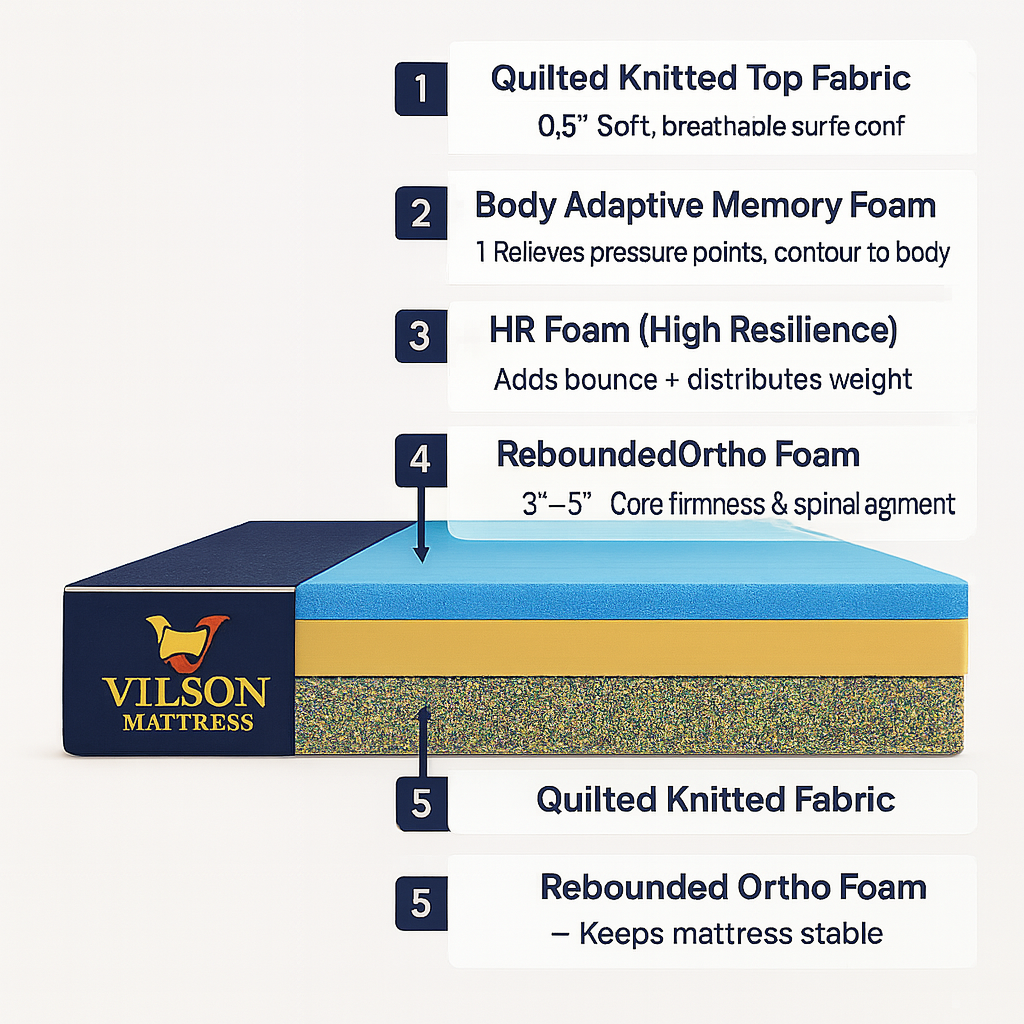 1
Quilted Knitted Top Fabric
0,5” Soft, breathable surfe conf
2
Body Adaptive Memory Foam
1 Relieves pressure points, contour to body
3
HR Foam (High Resilience)
Adds bounce + distributes weight
4
ReboundedOrtho Foam
3“–5” Core firmness & spinal agment
VILSON
MATTRESS
5
Quilted Knitted Fabric
5
Rebounded Ortho Foam
– Keeps mattress stable